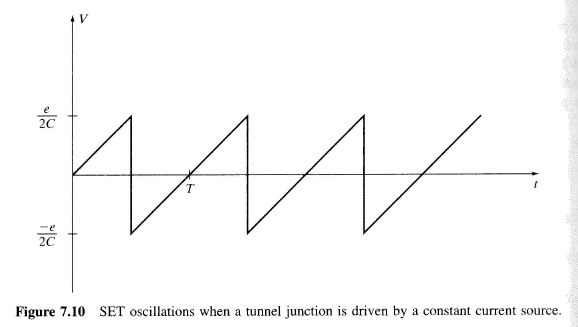 V
e
2C
T
t
-e
2C
Figure 7.10 SET oscillations when a tunnel junction is driven by a constant current source.